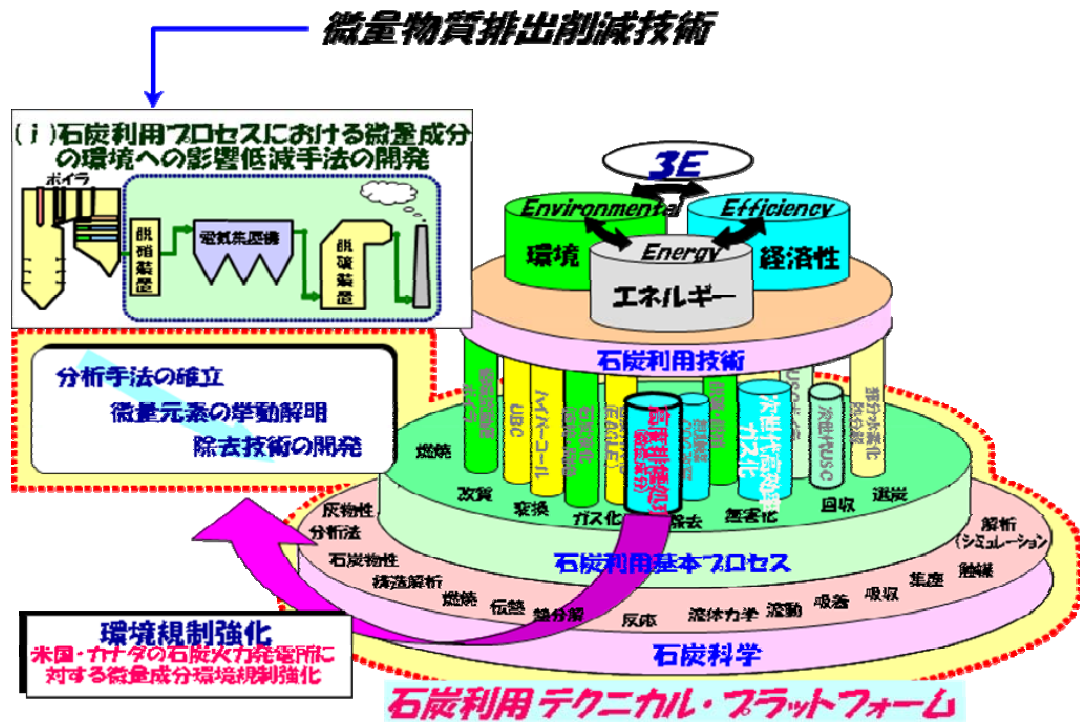 微量物質排出削減技術
(ⅰ)石炭利用プロセスにおける微量成分
の環境への影響低減手法の開発
ボイラ
脱硝装置
電気集塵機
脱硫装置
3E
Environmental
Efficiency
環境
Energy
経済性
エネルギー
石炭利用技術
分析手法の確立
微量元素の挙動解明
除去技術の開発
UBC
ハイパーコール
次世代高効率
ガス化
次世代USC
燃焼
改質
変換
ガス化
除去
無害化
回収
選炭
石炭利用基本プロセス
灰物性
分析法
石炭物性
構造解析
燃焼
伝熱
熱分解
反応
流体力学
流動
吸着
吸収
集塵
触媒
解析
(シミュレーション)
石炭科学
環境規制強化
米国・カナダの石炭火力発電所に
対する微量成分環境規制強化
石炭利用テクニカル・プラットフォーム